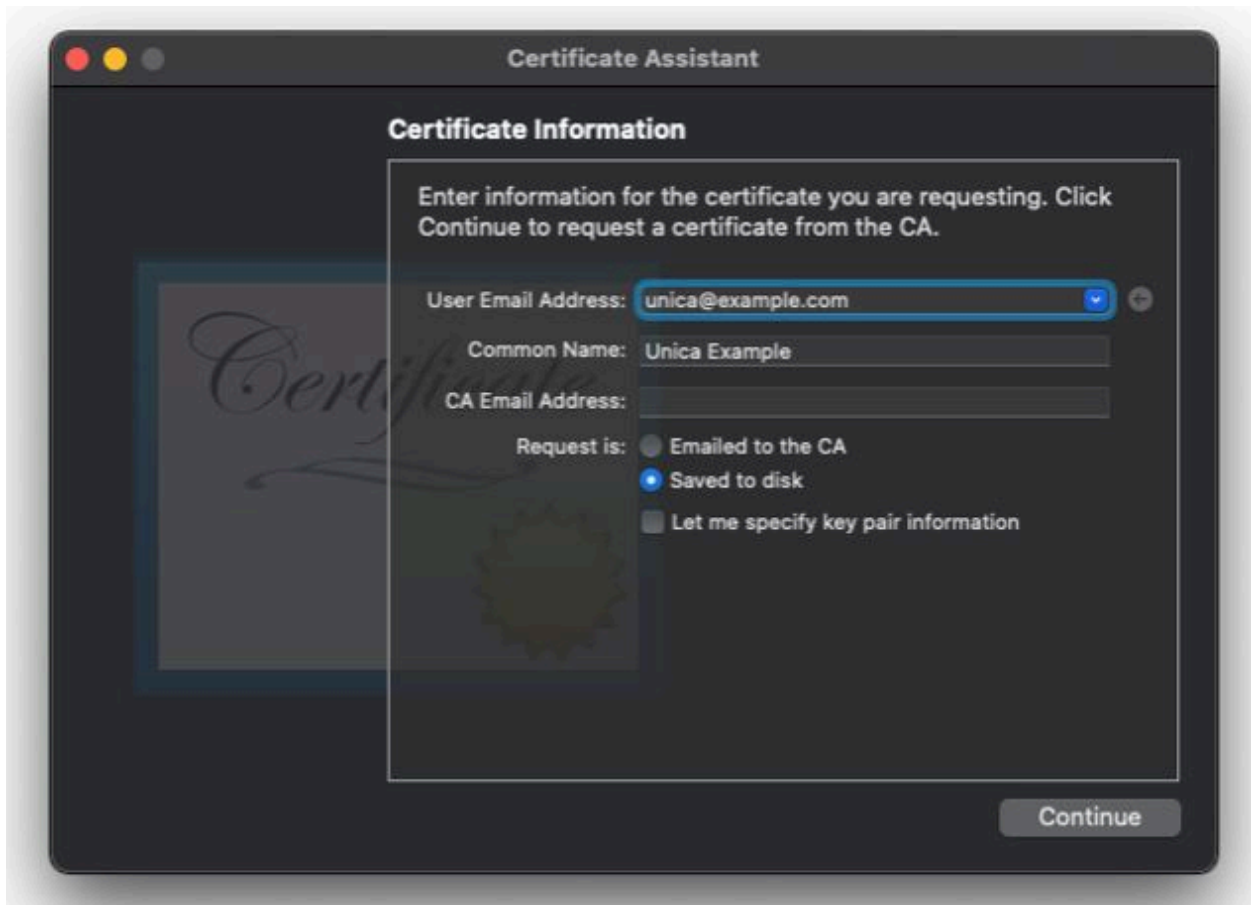 Certificate Assistant
Certificate Information
Enter information for the certificate you are requesting. Click
Continue to request a certificate from the CA.
User Email Address: unica@example.com
Common Name: Unica Example
CA Email Address:
Request is: Emailed to the CA
Saved to disk
Let me specify key pair information
Certificate
Continue